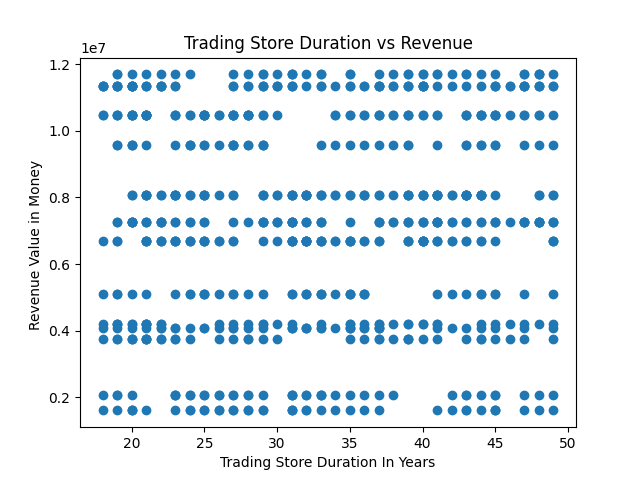 Trading Store Duration vs Revenue
1e7
1.2
1.0
0.8
0.6
0.4
0.2
Revenue Value in Money
20 25 30 35 40 45 50
Trading Store Duration In Years